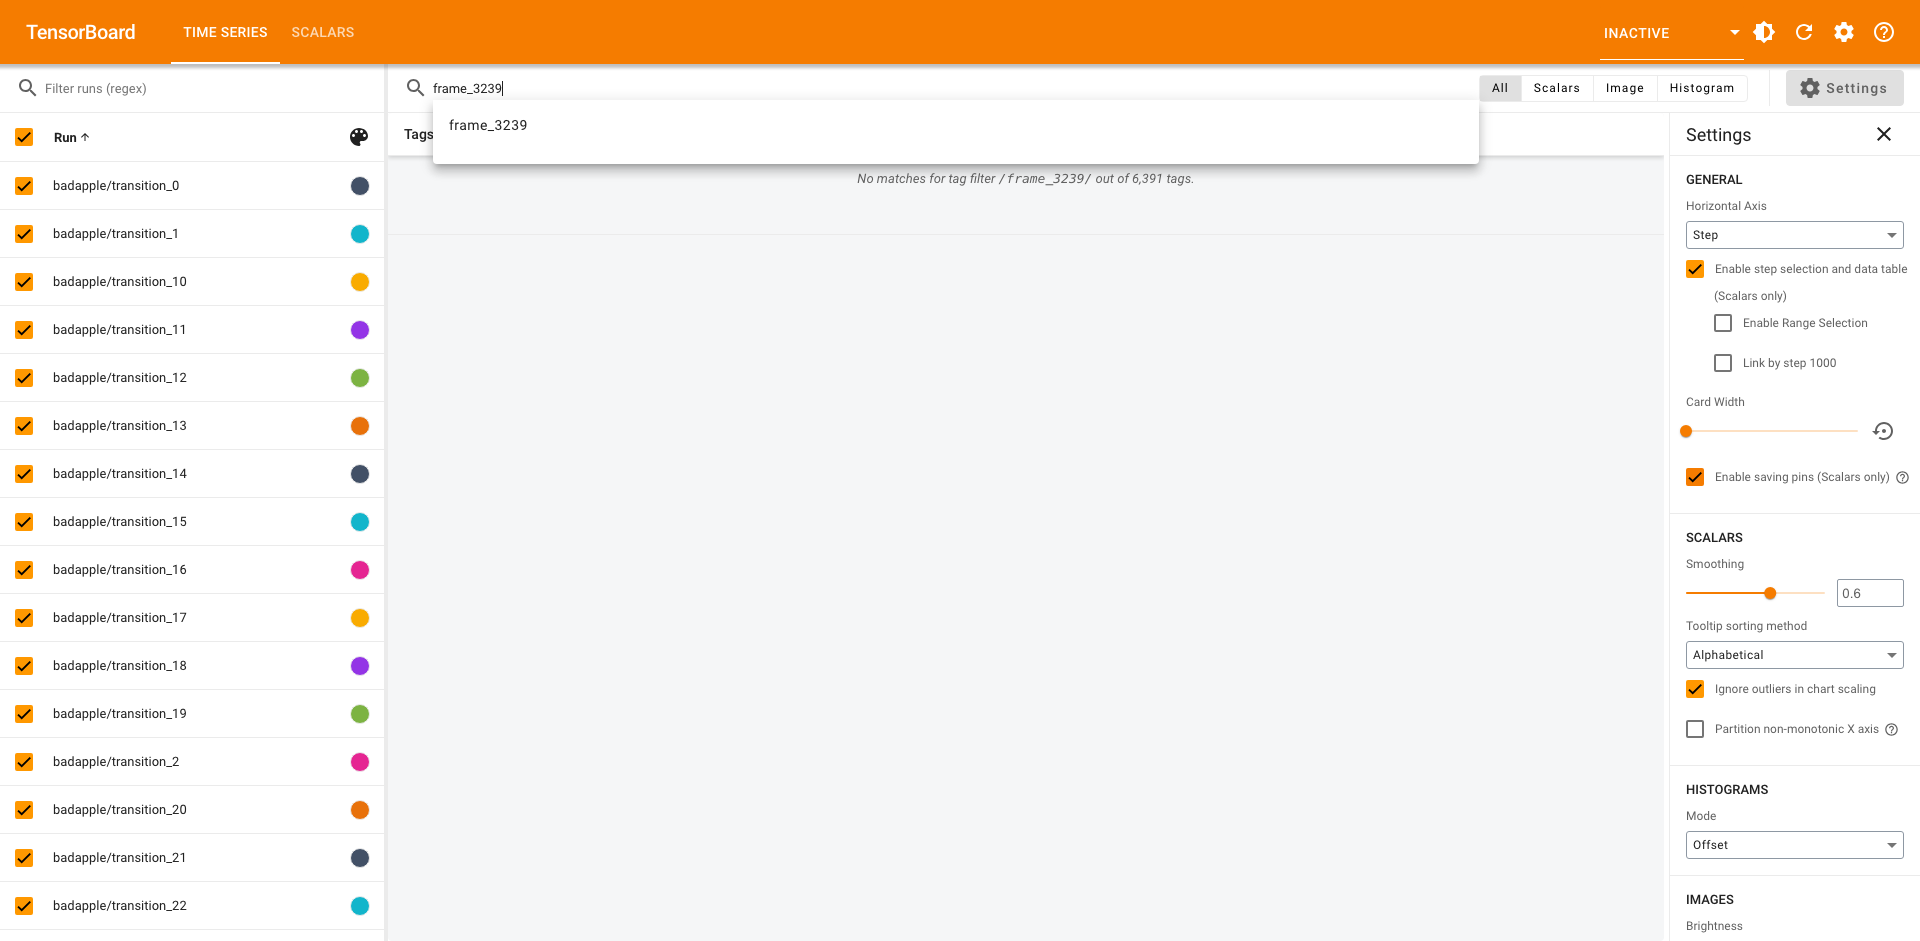 TensorBoard
TIME SERIES
SCALARS
INACTIVE
Filter runs (regex)
frame_3239
All
Scalars
Image
Histogram
Settings
Run
badapple/transition_0
badapple/transition_1
badapple/transition_10
badapple/transition_11
badapple/transition_12
badapple/transition_13
badapple/transition_14
badapple/transition_15
badapple/transition_16
badapple/transition_17
badapple/transition_18
badapple/transition_19
badapple/transition_2
badapple/transition_20
badapple/transition_21
badapple/transition_22
Tags
frame_3239
No matches for tag filter /frame_3239/ out of 6,391 tags.
Settings
GENERAL
Horizontal Axis
Step
Enable step selection and data table
(Scalars only)
Enable Range Selection
Link by step 1000
Card Width
Enable saving pins (Scalars only)
SCALARS
Smoothing
0.6
Tooltip sorting method
Alphabetical
Ignore outliers in chart scaling
Partition non-monotonic X axis
HISTOGRAMS
Mode
Offset
IMAGES
Brightness